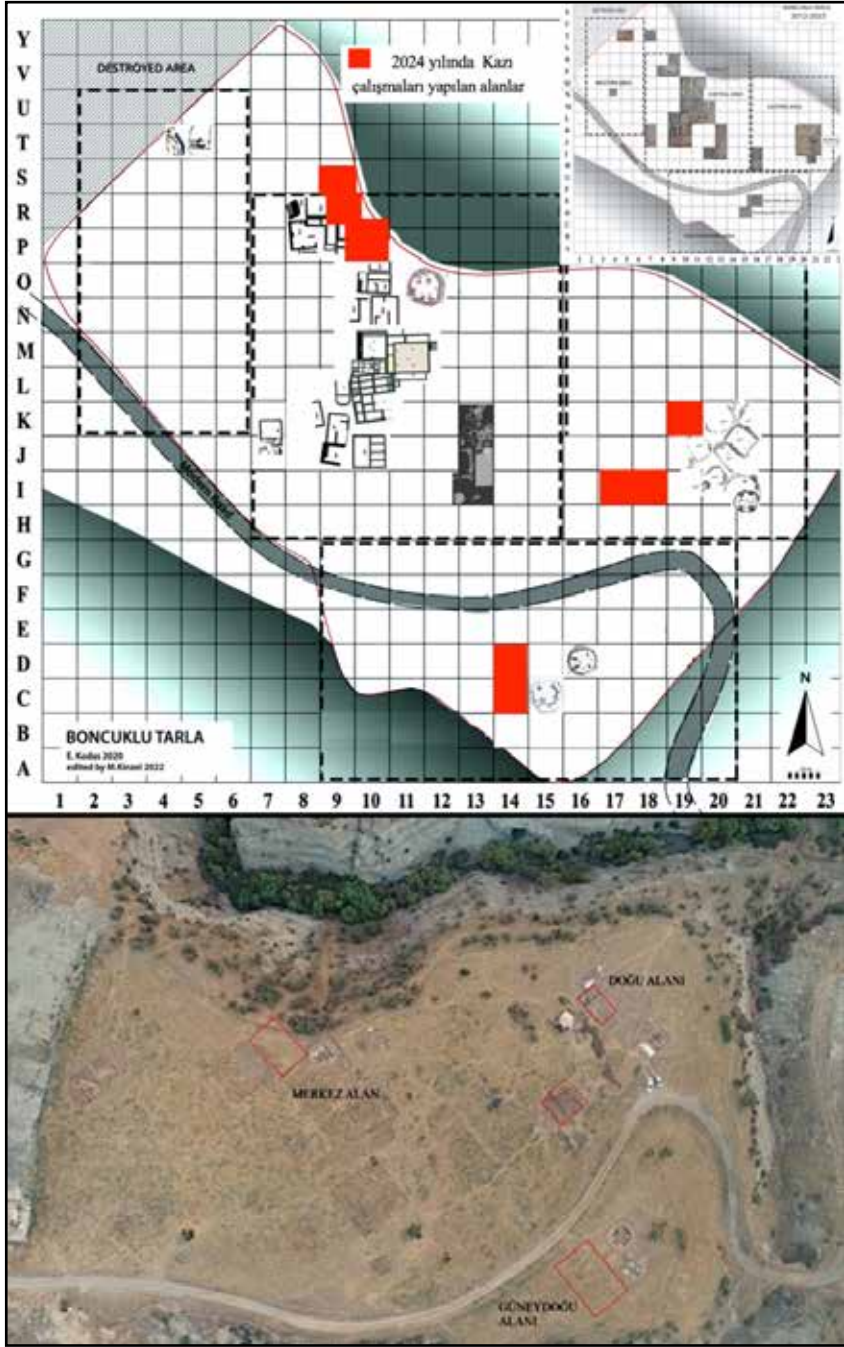 Y
V
U
T
S
R
P
O
Ñ
M
L
K
J
I
H
G
F
E
D
C
B
A
DESTROYED AREA
2024 yılında Kazı
çalışmaları yapılan alanlar
BONCUKLU TARLA
E. Kodas 2020
edited by M.Kinzel 2022
N
1 2 3 4 5 6 7 8 9 10 11 12 13 14 15 16 17 18 19 20 21 22 23
DOĞU ALANI
MERKEZ ALAN
GÜNEYDOĞU
ALANI